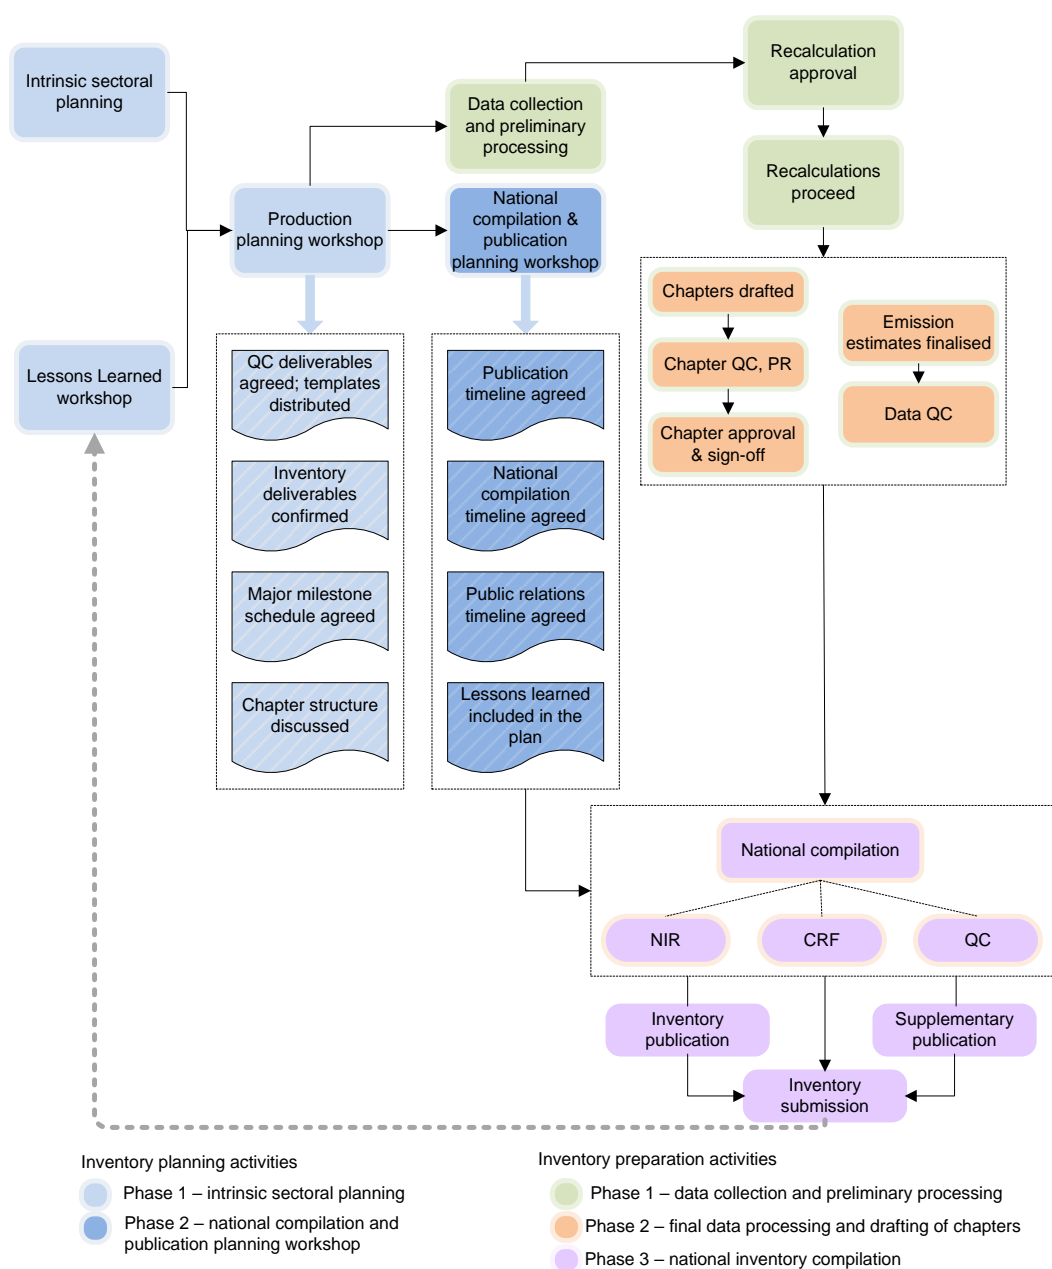 Intrinsic sectoral
planning
Lessons Learned
workshop
Production
planning workshop
Data collection
and preliminary
processing
National
compilation &
publication
planning workshop
Recalculation
approval
Recalculations
proceed
Chapters drafted
Chapter QC, PR
Chapter approval
& sign-off
Emission
estimates finalised
Data QC
QC deliverables
agreed; templates
distributed
Inventory
deliverables
confirmed
Major milestone
schedule agreed
Chapter structure
discussed
Publication
timeline agreed
National
compilation
timeline agreed
Public relations
timeline agreed
Lessons learned
included in the
plan
National compilation
NIR
CRF
QC
Inventory
publication
Supplementary
publication
Inventory
submission
Inventory planning activities
Phase 1 – intrinsic sectoral planning
Phase 2 – national compilation and
publication planning workshop
Inventory preparation activities
Phase 1 – data collection and preliminary processing
Phase 2 – final data processing and drafting of chapters
Phase 3 – national inventory compilation